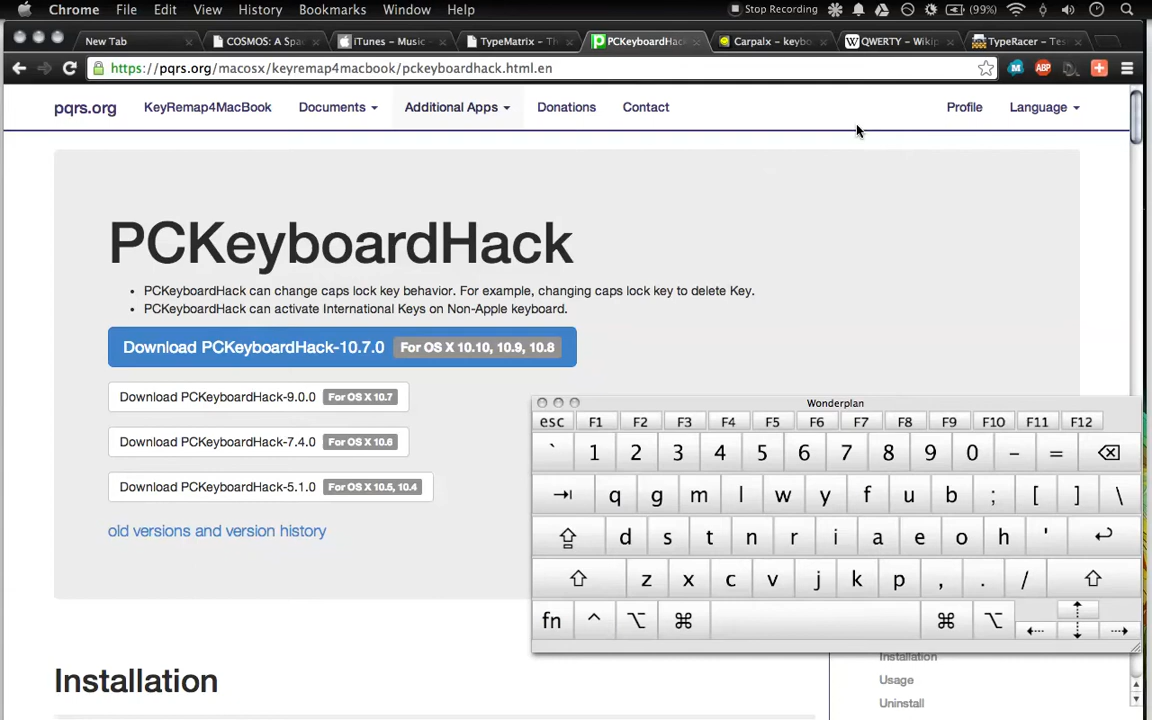 Chrome File Edit View History Bookmarks Window Help Stop Recording (99%)
New Tab COSMOS: A Spa iTunes - Music - TypeMatrix - Th PCKeyboardHac Carpalx - keybo W QWERTY – Wikip TypeRacer - Tes
https://pqrs.org/macosx/keyremap4macbook/pckeyboardhack.html.en M ABP
pqrs.org KeyRemap4MacBook Documents Additional Apps Donations Contact Profile Language
PCKeyboardHack
• PCKeyboardHack can change caps lock key behavior. For example, changing caps lock key to delete Key.
• PCKeyboardHack can activate International Keys on Non-Apple keyboard.
Download PCKeyboardHack-10.7.0 For OS X 10.10, 10.9, 10.8
Download PCKeyboardHack-9.0.0 For OS X 10.7
Download PCKeyboardHack-7.4.0 For OS X 10.6
Download PCKeyboardHack-5.1.0 For OS X 10.5, 10.4
old versions and version history
Wonderplan
esc F1 F2 F3 F4 F5 F6 F7 F8 F9 F10 F11 F12
` 1 2 3 4 5 6 7 8 9 0 – = ⌫
⇥ q g m l w y f u b ; [ ] \
⇪ d s t n r i a e o h ' ↩
⇧ z x c v j k p , . / ⇧
fn ^ ⌥ ⌘ ⌘ ⌥ ⇠ ⇡ ⇣ ⇢
Installation
Installation
Usage
Uninstall